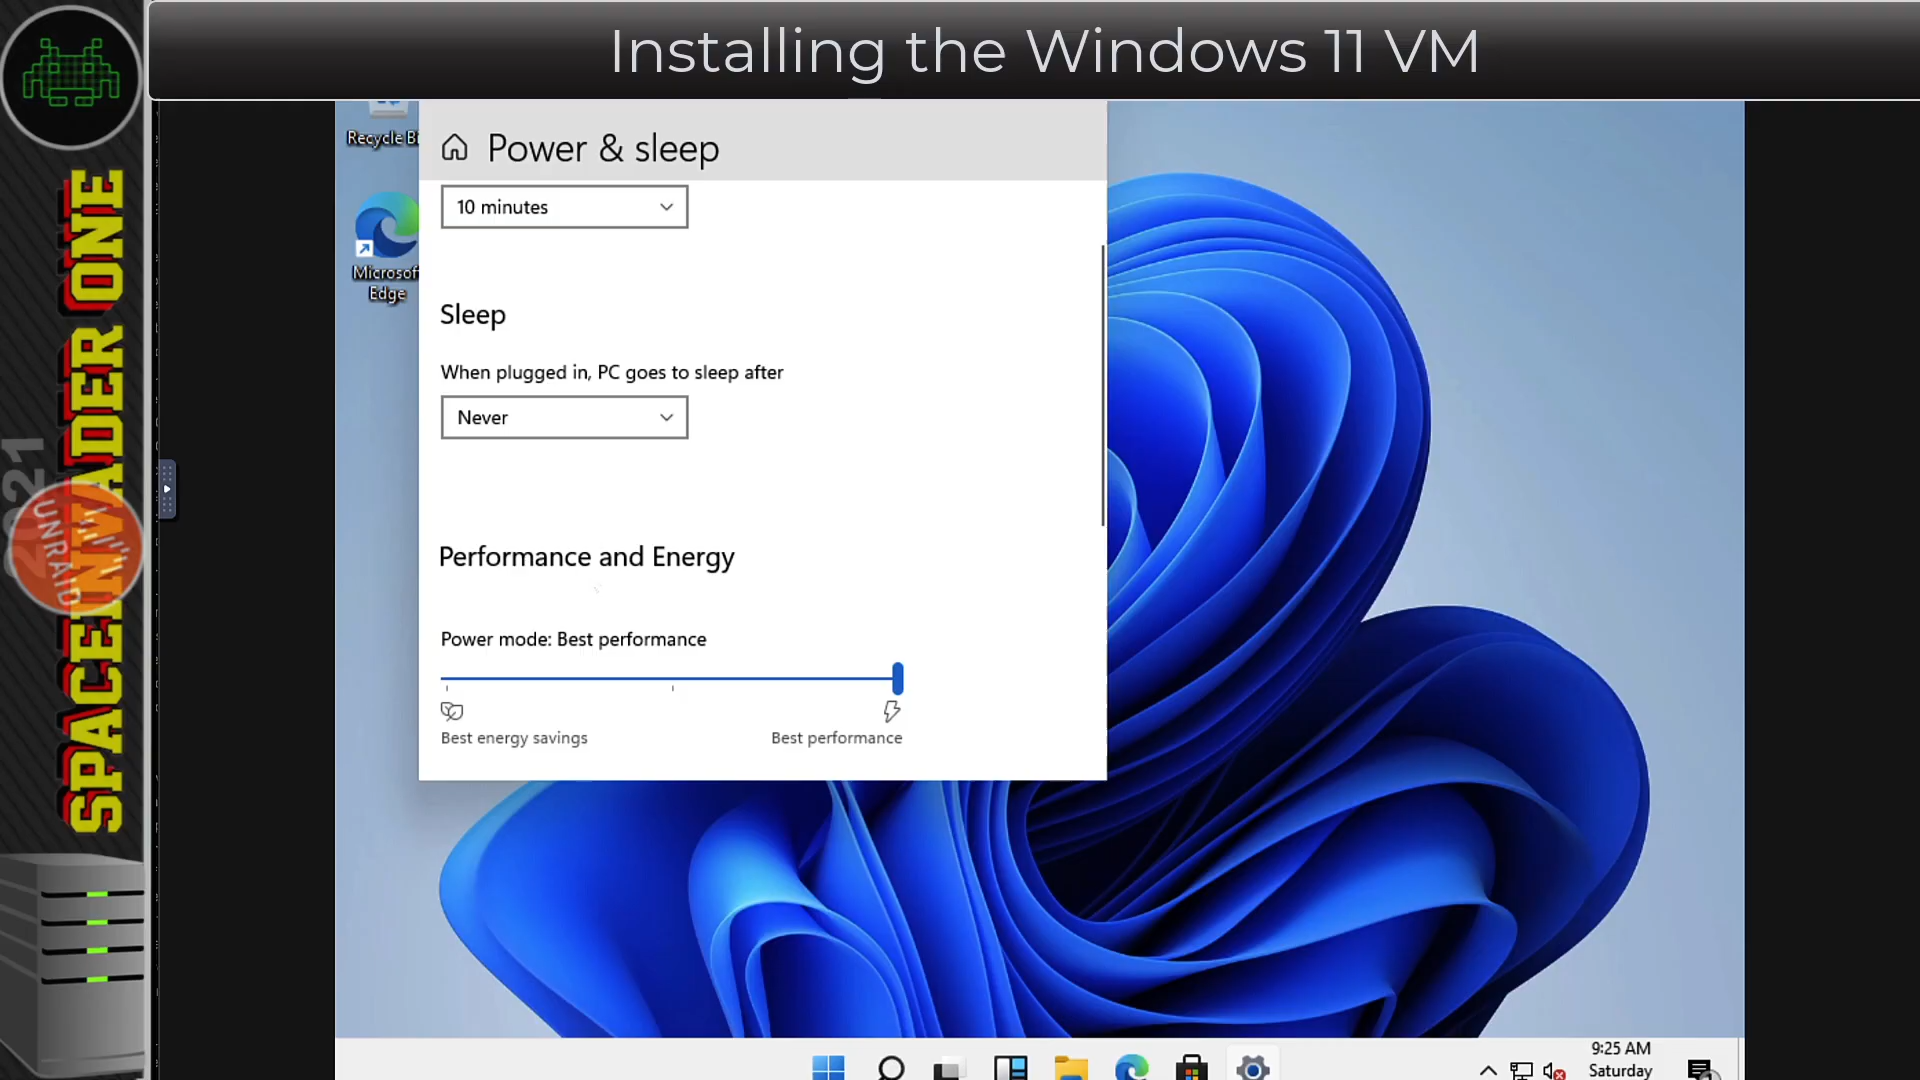 Installing the Windows 11 VM
SPACEINVADER ONE
2021
UNRAID
Recycle Bi
Microsof
Edge
Power & sleep
10 minutes
Sleep
When plugged in, PC goes to sleep after
Never
Performance and Energy
Power mode: Best performance
Best energy savings
Best performance
9:25 AM
Saturday